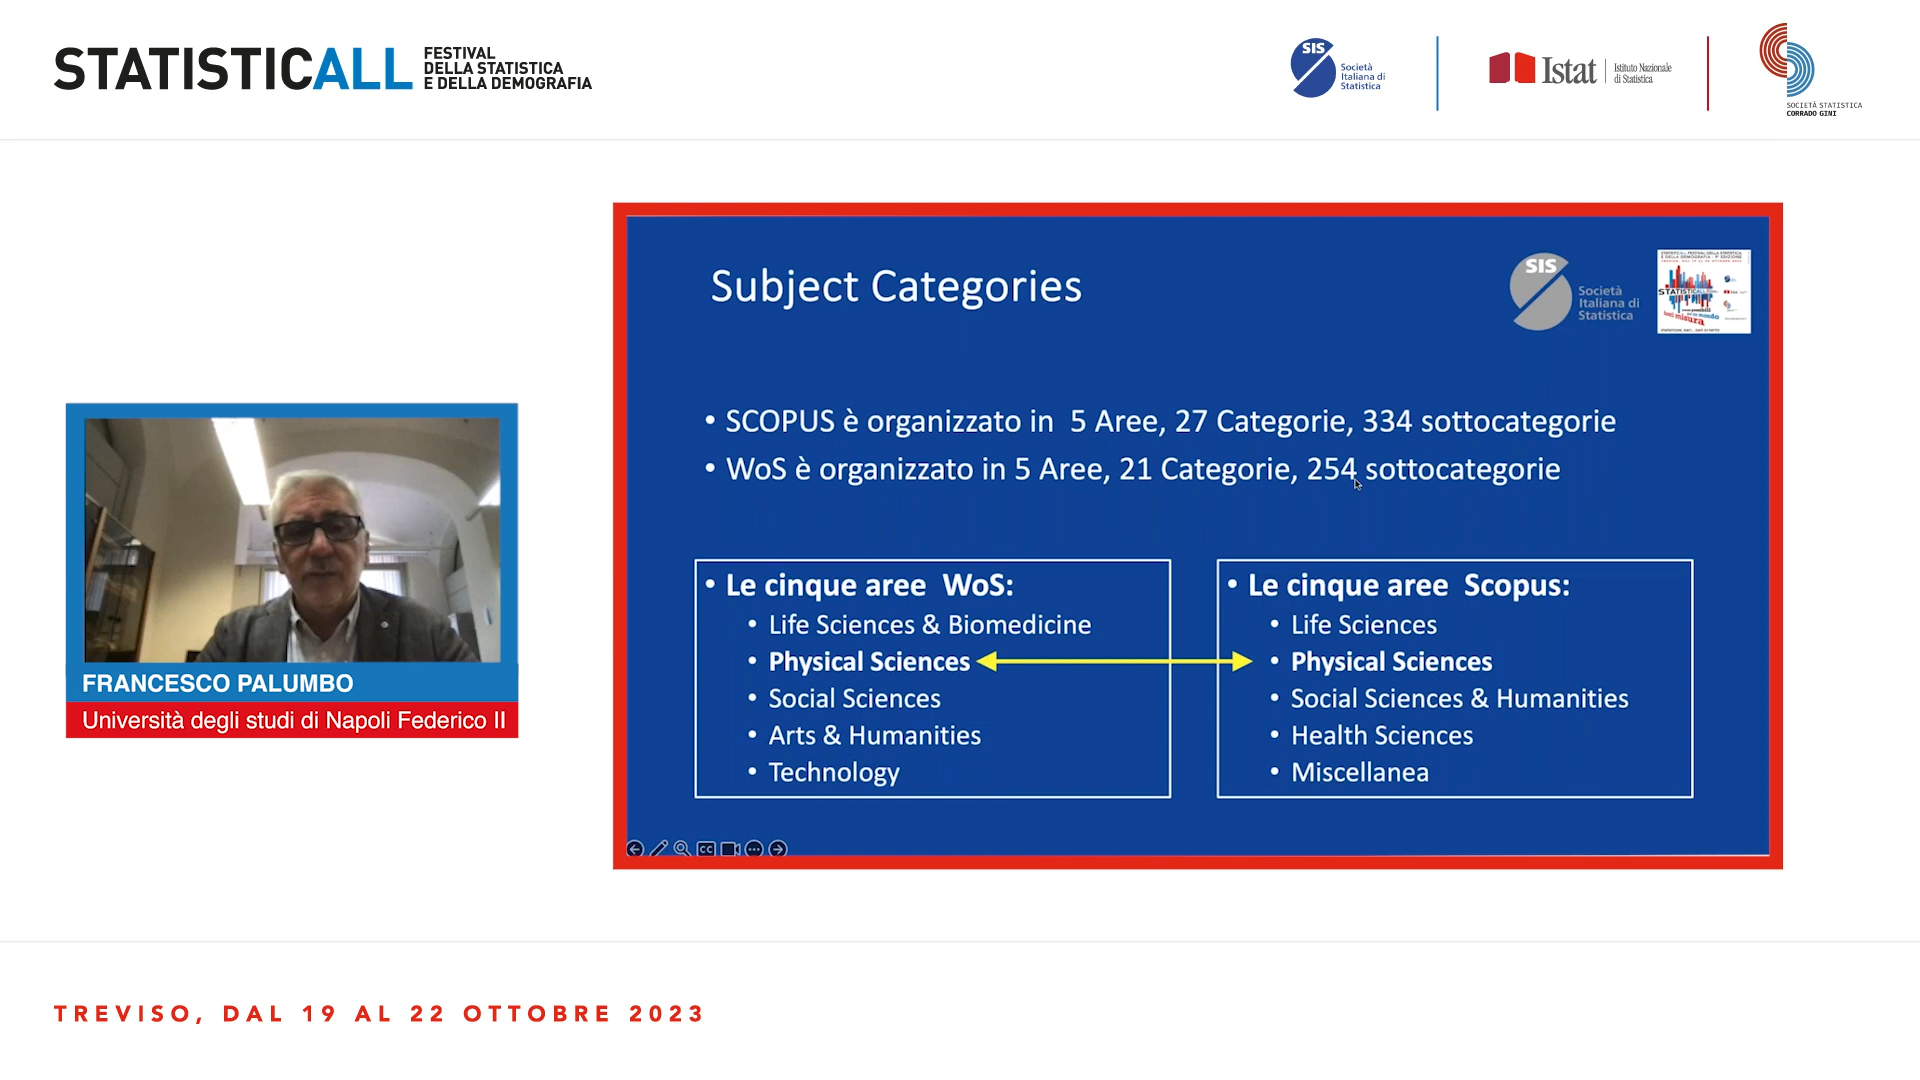 STATISTICALL
FESTIVAL
DELLA STATISTICA
E DELLA DEMOGRAFIA
SIS
Società
Italiana di
Statistica
Istat
Istituto Nazionale
di Statistica
SOCIETÀ STATISTICA
CORRADO GINI
Subject Categories
SIS
Società
Italiana di
Statistica
STATISTICALL
• SCOPUS è organizzato in 5 Aree, 27 Categorie, 334 sottocategorie
• WoS è organizzato in 5 Aree, 21 Categorie, 254 sottocategorie
• Le cinque aree WoS:
• Life Sciences & Biomedicine
• Physical Sciences
• Social Sciences
• Arts & Humanities
• Technology
• Le cinque aree Scopus:
• Life Sciences
• Physical Sciences
• Social Sciences & Humanities
• Health Sciences
• Miscellanea
CC
FRANCESCO PALUMBO
Università degli studi di Napoli Federico II
TREVISO, DAL 19 AL 22 OTTOBRE 2023